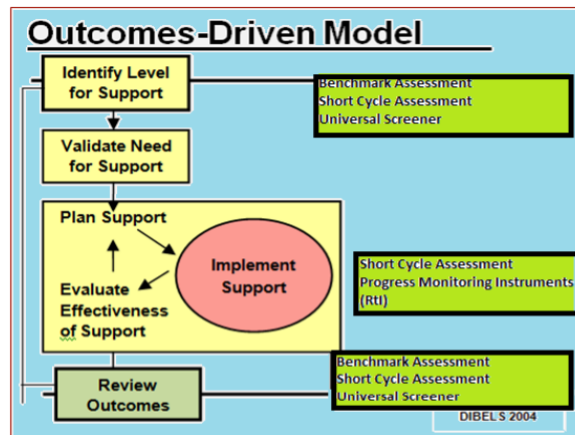 Outcomes-Driven Model
Identify Level
for Support
Benchmark Assessment
Short Cycle Assessment
Universal Screener
Validate Need
for Support
Plan Support
Implement
Support
Evaluate
Effectiveness
of Support
Short Cycle Assessment
Progress Monitoring Instruments
(RtI)
Review
Outcomes
Benchmark Assessment
Short Cycle Assessment
Universal Screener
DIBELS 2004